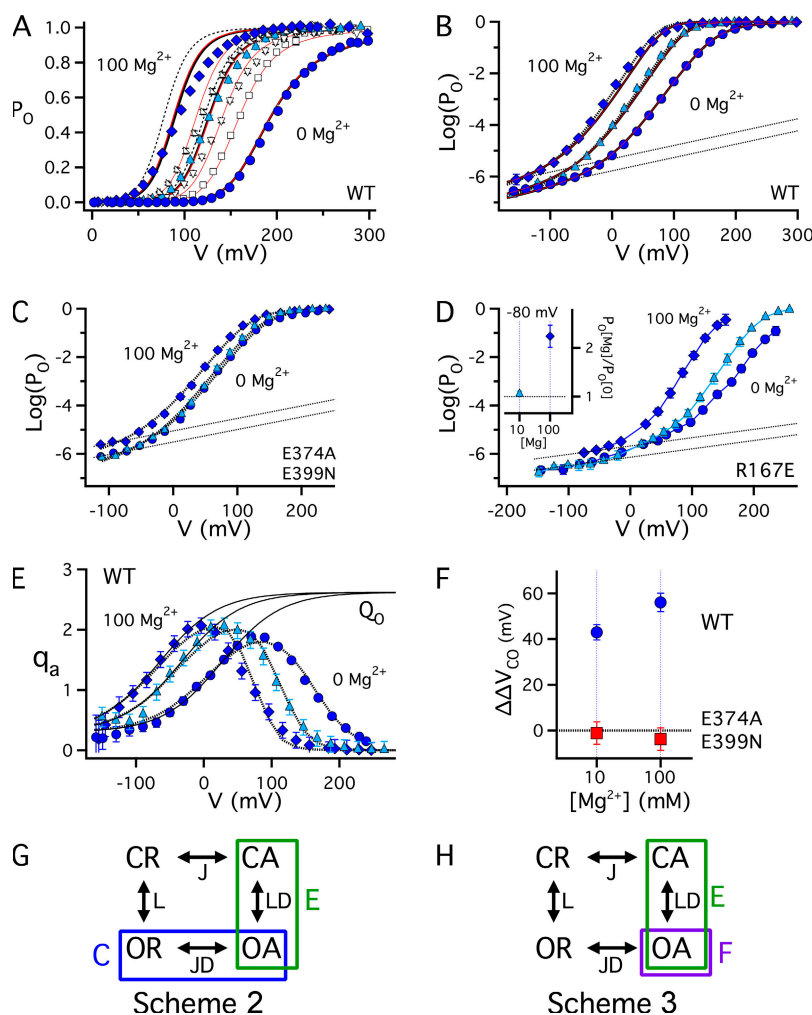 A
1.0
0.8
0.6
0.4
0.2
0.0
P_O
100 Mg²⁺
0 Mg²⁺
WT
0
100
200
300
V (mV)
B
0
-2
-4
-6
Log(P_O)
100 Mg²⁺
0 Mg²⁺
WT
-100
0
100
200
300
V (mV)
C
0
-2
-4
-6
Log(P_O)
100 Mg²⁺
0 Mg²⁺
E374A
E399N
-100
0
100
200
V (mV)
D
0
-2
-4
-6
Log(P_O)
-80 mV
2
1
P_O[Mg]/P_O[0]
10
100
[Mg]
100 Mg²⁺
0 Mg²⁺
R167E
-200
-100
0
100
200
V (mV)
E
WT
3
2
1
0
q_a
100 Mg²⁺
Q_O
0 Mg²⁺
-100
0
100
200
V (mV)
F
60
40
20
0
ΔΔV_CO (mV)
WT
E374A
E399N
10
100
[Mg²⁺] (mM)
G
CR
J
CA
L
LD
E
C
OR
JD
OA
Scheme 2
H
CR
J
CA
L
LD
E
OR
JD
OA
F
Scheme 3